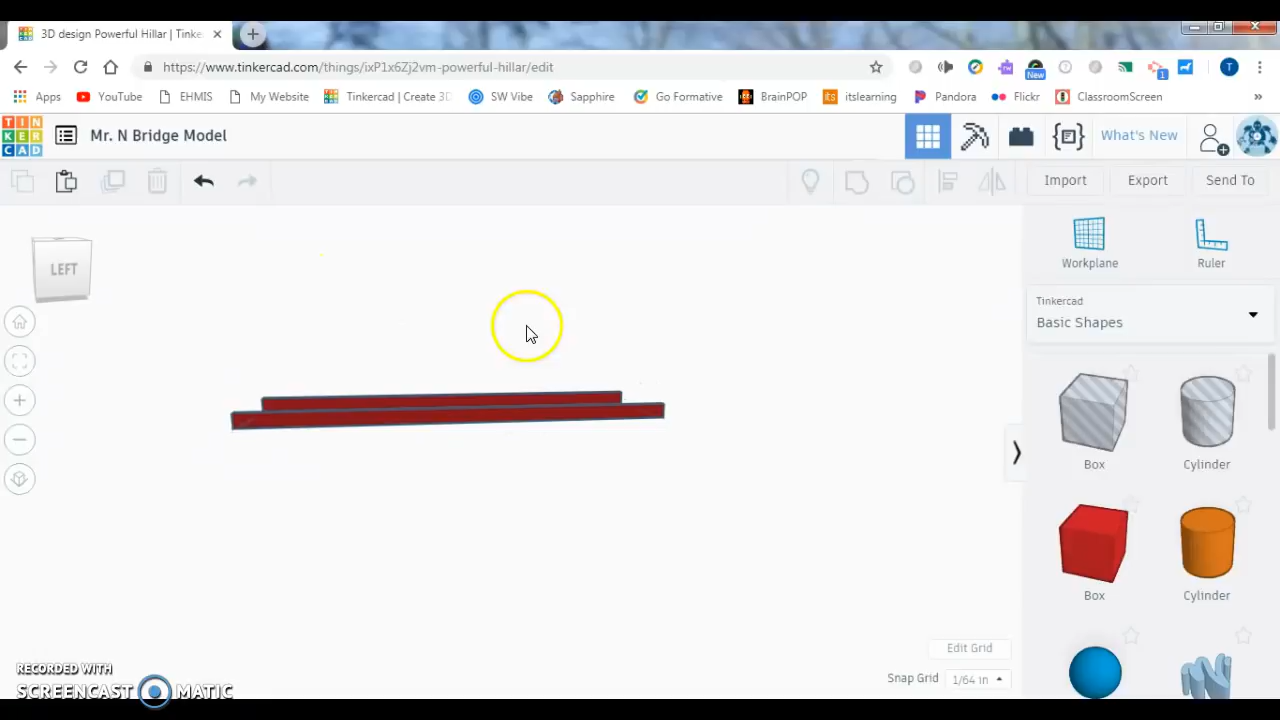 3D design Powerful Hillar | Tinke
https://www.tinkercad.com/things/ixP1x6Zj2vm-powerful-hillar/edit
New
1
T
Apps YouTube EHMIS My Website Tinkercad | Create 3D SW Vibe Sapphire Go Formative BrainPOP its itslearning Pandora Flickr ClassroomScreen »
TIN
KER
CAD
Mr. N Bridge Model
What's New
Import Export Send To
LEFT
Workplane Ruler
Tinkercad
Basic Shapes
Box Cylinder
Box Cylinder
Edit Grid
Snap Grid 1/64 in
RECORDED WITH
SCREENCAST MATIC